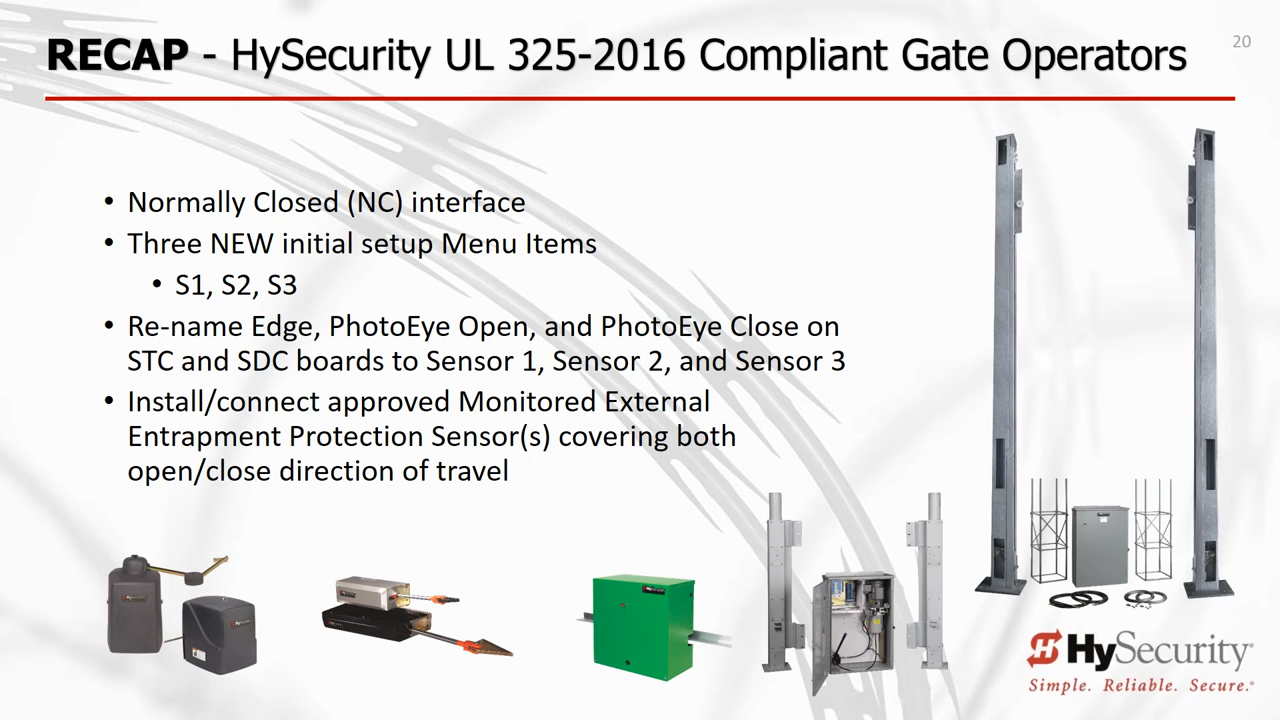 RECAP - HySecurity UL 325-2016 Compliant Gate Operators
20
• Normally Closed (NC) interface
• Three NEW initial setup Menu Items
• S1, S2, S3
• Re-name Edge, PhotoEye Open, and PhotoEye Close on
STC and SDC boards to Sensor 1, Sensor 2, and Sensor 3
• Install/connect approved Monitored External
Entrapment Protection Sensor(s) covering both
open/close direction of travel
HySecurity®
Simple. Reliable. Secure.®